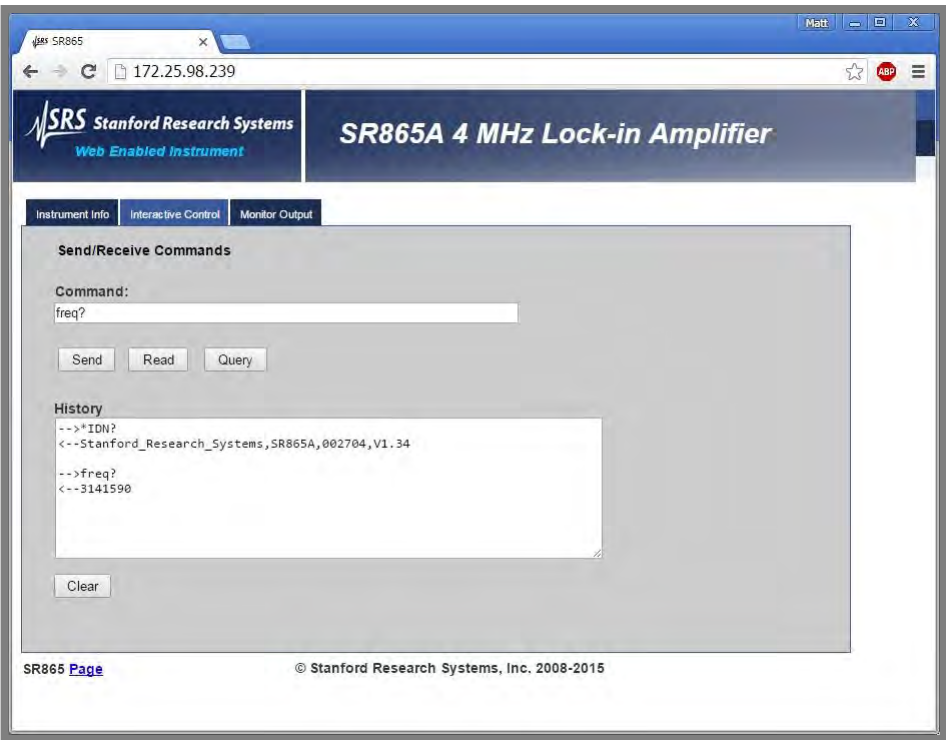 Matt
SRS SR865
172.25.98.239
ABP
SRS Stanford Research Systems
Web Enabled Instrument
SR865A 4 MHz Lock-in Amplifier
Instrument Info Interactive Control Monitor Output
Send/Receive Commands
Command:
freq?
Send Read Query
History
-->*IDN?
<--Stanford_Research_Systems,SR865A,002704,V1.34
-->freq?
<--3141590
Clear
SR865 Page © Stanford Research Systems, Inc. 2008-2015